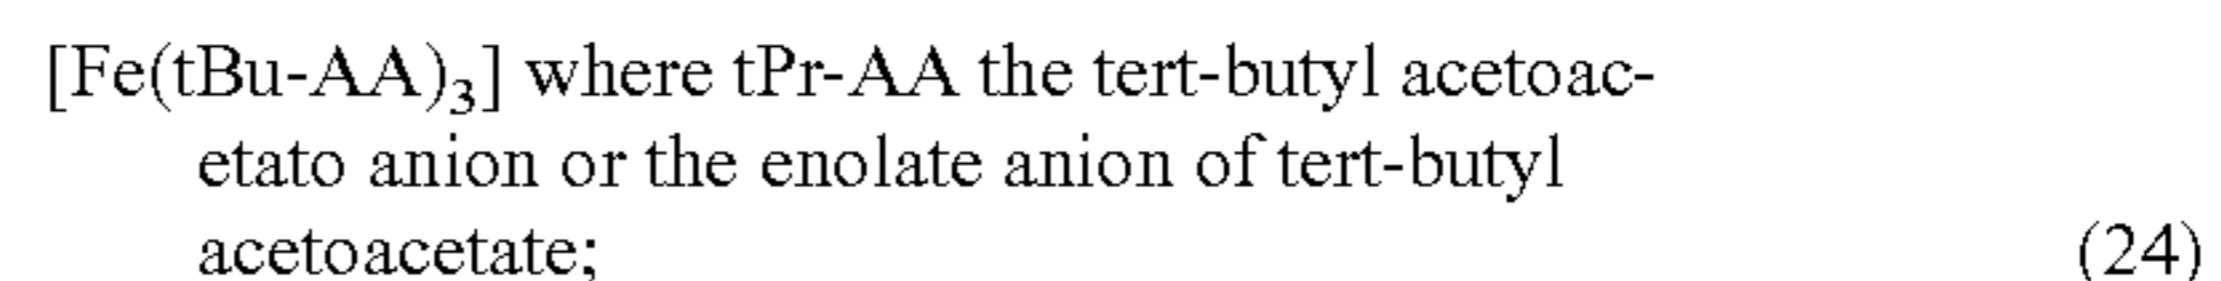 [Fe(tBu-AA)₃] where tPr-AA the tert-butyl acetoac-
etato anion or the enolate anion of tert-butyl
acetoacetate; (24)